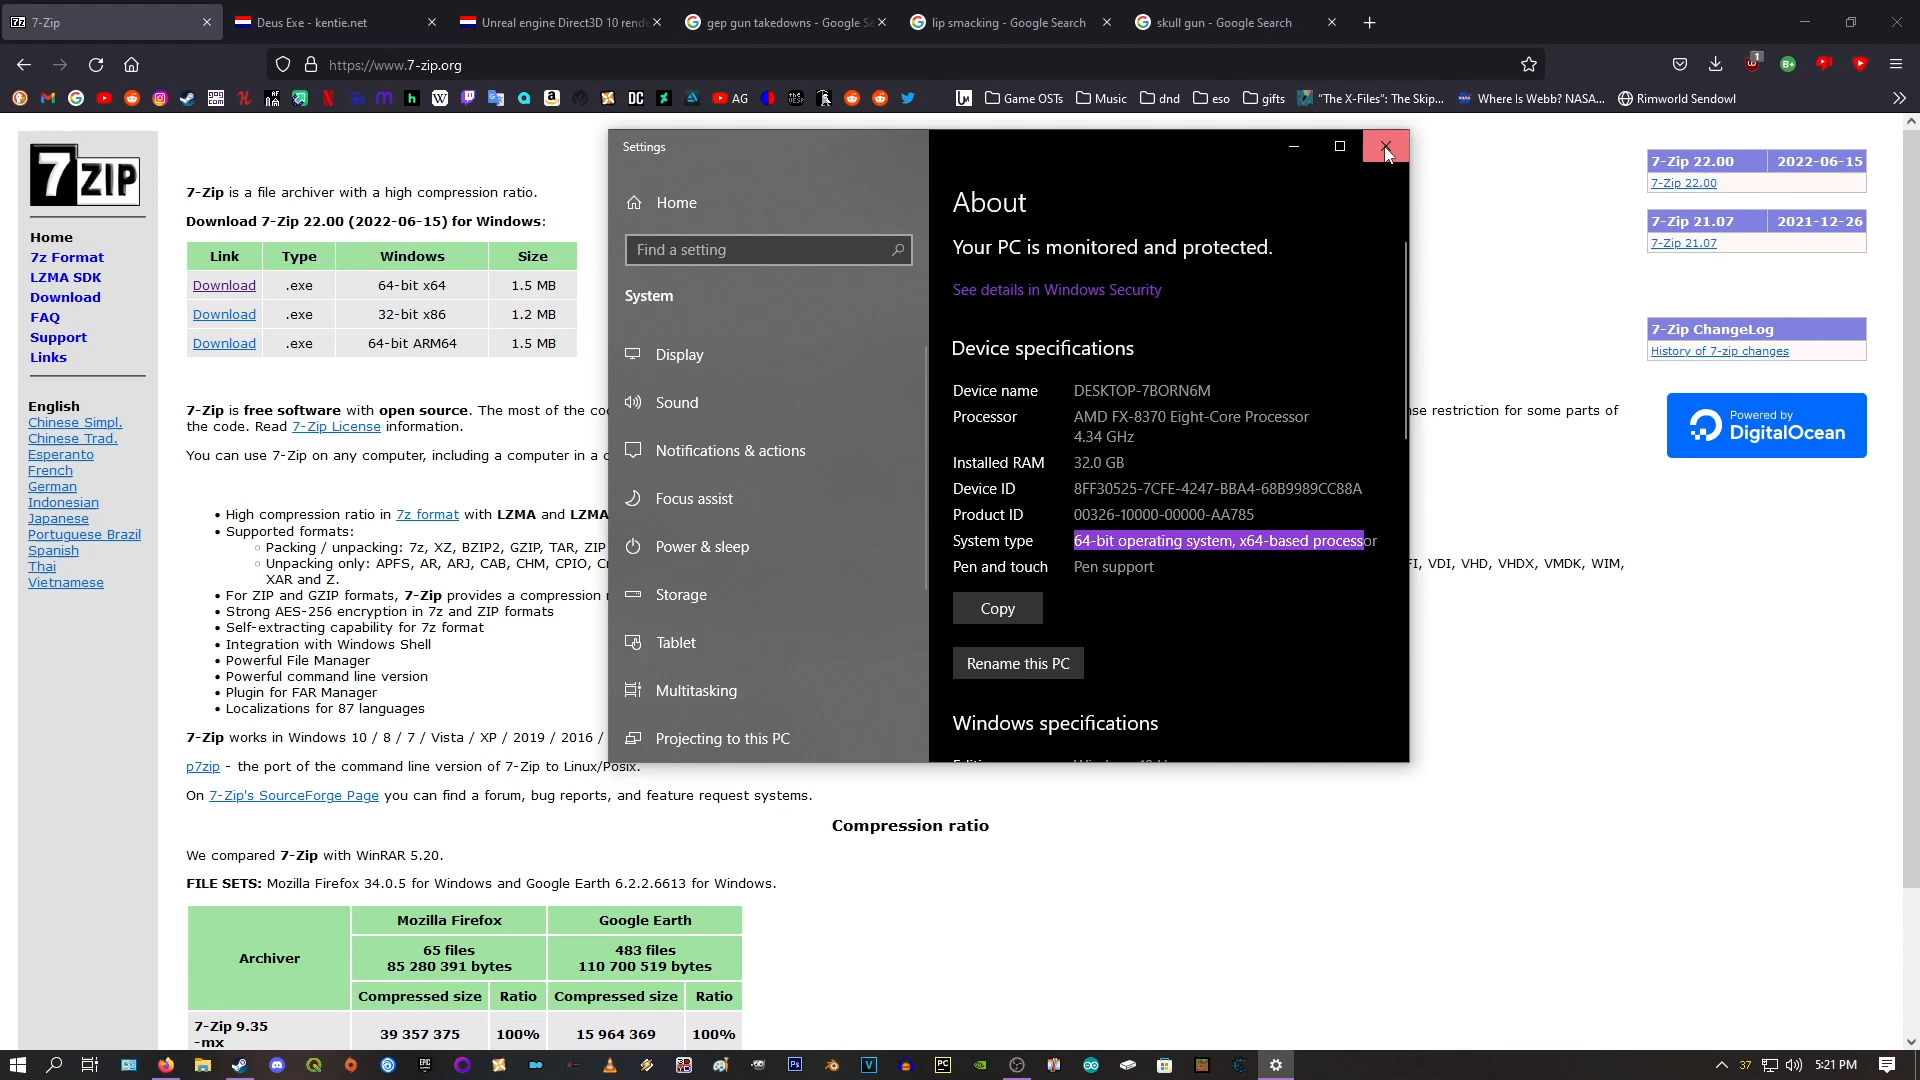 7-Zip
Deus Exe - kentie.net
Unreal engine Direct3D 10 rend
gep gun takedowns - Google Se
lip smacking - Google Search
skull gun - Google Search
https://www.7-zip.org
1
AG
Game OSTs
Music
dnd
eso
gifts
"The X-Files": The Skip...
Where Is Webb? NASA...
Rimworld Sendowl
7ZIP
Home
7z Format
LZMA SDK
Download
FAQ
Support
Links
English
Chinese Simpl.
Chinese Trad.
Esperanto
French
German
Indonesian
Japanese
Portuguese Brazil
Spanish
Thai
Vietnamese
7-Zip is a file archiver with a high compression ratio.
Download 7-Zip 22.00 (2022-06-15) for Windows:
Link Type Windows Size
Download .exe 64-bit x64 1.5 MB
Download .exe 32-bit x86 1.2 MB
Download .exe 64-bit ARM64 1.5 MB
7-Zip is free software with open source. The most of the co
se restriction for some parts of
the code. Read 7-Zip License information.
You can use 7-Zip on any computer, including a computer in a
High compression ratio in 7z format with LZMA and LZMA
Supported formats:
Packing / unpacking: 7z, XZ, BZIP2, GZIP, TAR, ZIP
Unpacking only: APFS, AR, ARJ, CAB, CHM, CPIO,
FI, VDI, VHD, VHDX, VMDK, WIM,
XAR and Z.
For ZIP and GZIP formats, 7-Zip provides a compression
Strong AES-256 encryption in 7z and ZIP formats
Self-extracting capability for 7z format
Integration with Windows Shell
Powerful File Manager
Powerful command line version
Plugin for FAR Manager
Localizations for 87 languages
7-Zip works in Windows 10 / 8 / 7 / Vista / XP / 2019 / 2016 /
p7zip - the port of the command line version of 7-Zip to Linux/Posix.
On 7-Zip's SourceForge Page you can find a forum, bug reports, and feature request systems.
Compression ratio
We compared 7-Zip with WinRAR 5.20.
FILE SETS: Mozilla Firefox 34.0.5 for Windows and Google Earth 6.2.2.6613 for Windows.
Archiver
Mozilla Firefox Google Earth
65 files 483 files
85 280 391 bytes 110 700 519 bytes
Compressed size Ratio Compressed size Ratio
7-Zip 9.35
-mx
39 357 375 100% 15 964 369 100%
Settings
Home
Find a setting
System
Display
Sound
Notifications & actions
Focus assist
Power & sleep
Storage
Tablet
Multitasking
Projecting to this PC
About
Your PC is monitored and protected.
See details in Windows Security
Device specifications
Device name DESKTOP-7BORN6M
Processor AMD FX-8370 Eight-Core Processor
4.34 GHz
Installed RAM 32.0 GB
Device ID 8FF30525-7CFE-4247-BBA4-68B9989CC88A
Product ID 00326-10000-00000-AA785
System type 64-bit operating system, x64-based processor
Pen and touch Pen support
Copy
Rename this PC
Windows specifications
7-Zip 22.00 2022-06-15
7-Zip 22.00
7-Zip 21.07 2021-12-26
7-Zip 21.07
7-Zip ChangeLog
History of 7-zip changes
Powered by
DigitalOcean
37
5:21 PM